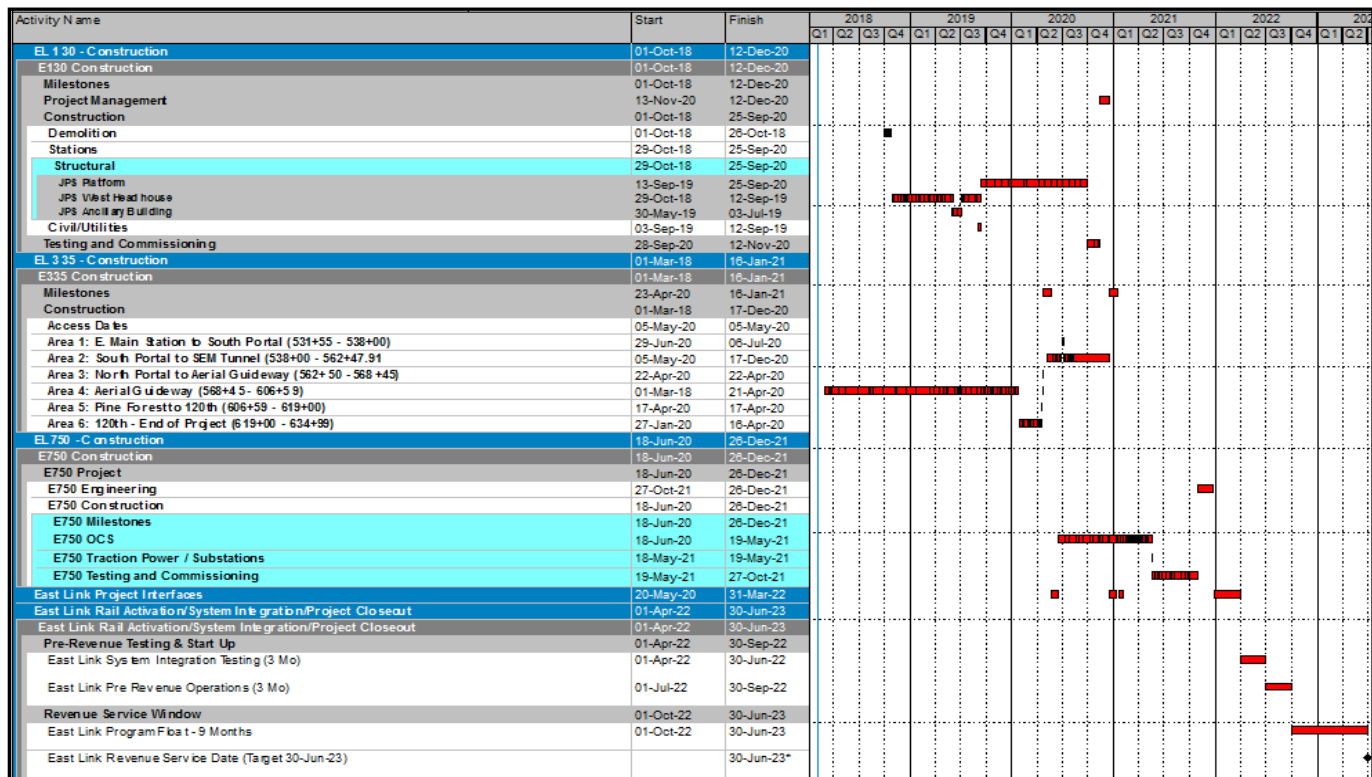 Activity Name Start Finish 2018 2019 2020 2021 2022 202
Q1 Q2 Q3 Q4 Q1 Q2 Q3 Q4 Q1 Q2 Q3 Q4 Q1 Q2 Q3 Q4 Q1 Q2 Q3 Q4 Q1 Q2
EL130 - Construction 01-Oct-18 12-Dec-20
E130 Construction 01-Oct-18 12-Dec-20
Milestones 01-Oct-18 12-Dec-20
Project Management 13-Nov-20 12-Dec-20
Construction 01-Oct-18 25-Sep-20
Demolition 01-Oct-18 26-Oct-18
Stations 29-Oct-18 25-Sep-20
Structural 29-Oct-18 25-Sep-20
JPS Platform 13-Sep-19 25-Sep-20
JPS West Headhouse 29-Oct-18 12-Sep-19
JPS Ancillary Building 30-May-19 03-Jul-19
Civil/Utilities 03-Sep-19 12-Sep-19
Testing and Commissioning 28-Sep-20 12-Nov-20
EL335 - Construction 01-Mar-18 16-Jan-21
E335 Construction 01-Mar-18 16-Jan-21
Milestones 23-Apr-20 16-Jan-21
Construction 01-Mar-18 17-Dec-20
Access Dates 05-May-20 05-May-20
Area 1: E. Main Station to South Portal (531+55 - 538+00) 29-Jun-20 06-Jul-20
Area 2: South Portal to SEM Tunnel (538+00 - 562+47.91 05-May-20 17-Dec-20
Area 3: North Portal to Aerial Guideway (562+50 -568+45) 22-Apr-20 22-Apr-20
Area 4: Aerial Guideway (568+45 - 606+59) 01-Mar-18 21-Apr-20
Area 5: Pine Forest to 120th (606+59 - 619+00) 17-Apr-20 17-Apr-20
Area 6: 120th - End of Project (619+00 - 634+99) 27-Jan-20 16-Apr-20
EL750 - Construction 18-Jun-20 26-Dec-21
E750 Construction 18-Jun-20 26-Dec-21
E750 Project 18-Jun-20 26-Dec-21
E750 Engineering 27-Oct-21 26-Dec-21
E750 Construction 18-Jun-20 26-Dec-21
E750 Milestones 18-Jun-20 26-Dec-21
E750 OCS 18-Jun-20 19-May-21
E750 Traction Power / Substations 18-May-21 19-May-21
E750 Testing and Commissioning 19-May-21 27-Oct-21
East Link Project Interfaces 20-May-20 31-Mar-22
East Link Rail Activation/System Integration/Project Closeout 01-Apr-22 30-Jun-23
East Link Rail Activation/System Integration/Project Closeout 01-Apr-22 30-Jun-23
Pre-Revenue Testing & Start Up 01-Apr-22 30-Sep-22
East Link System Integration Testing (3 Mo) 01-Apr-22 30-Jun-22
East Link Pre Revenue Operations (3 Mo) 01-Jul-22 30-Sep-22
Revenue Service Window 01-Oct-22 30-Jun-23
East Link Program Float - 9 Months 01-Oct-22 30-Jun-23
East Link Revenue Service Date (Target 30-Jun-23) 30-Jun-23*